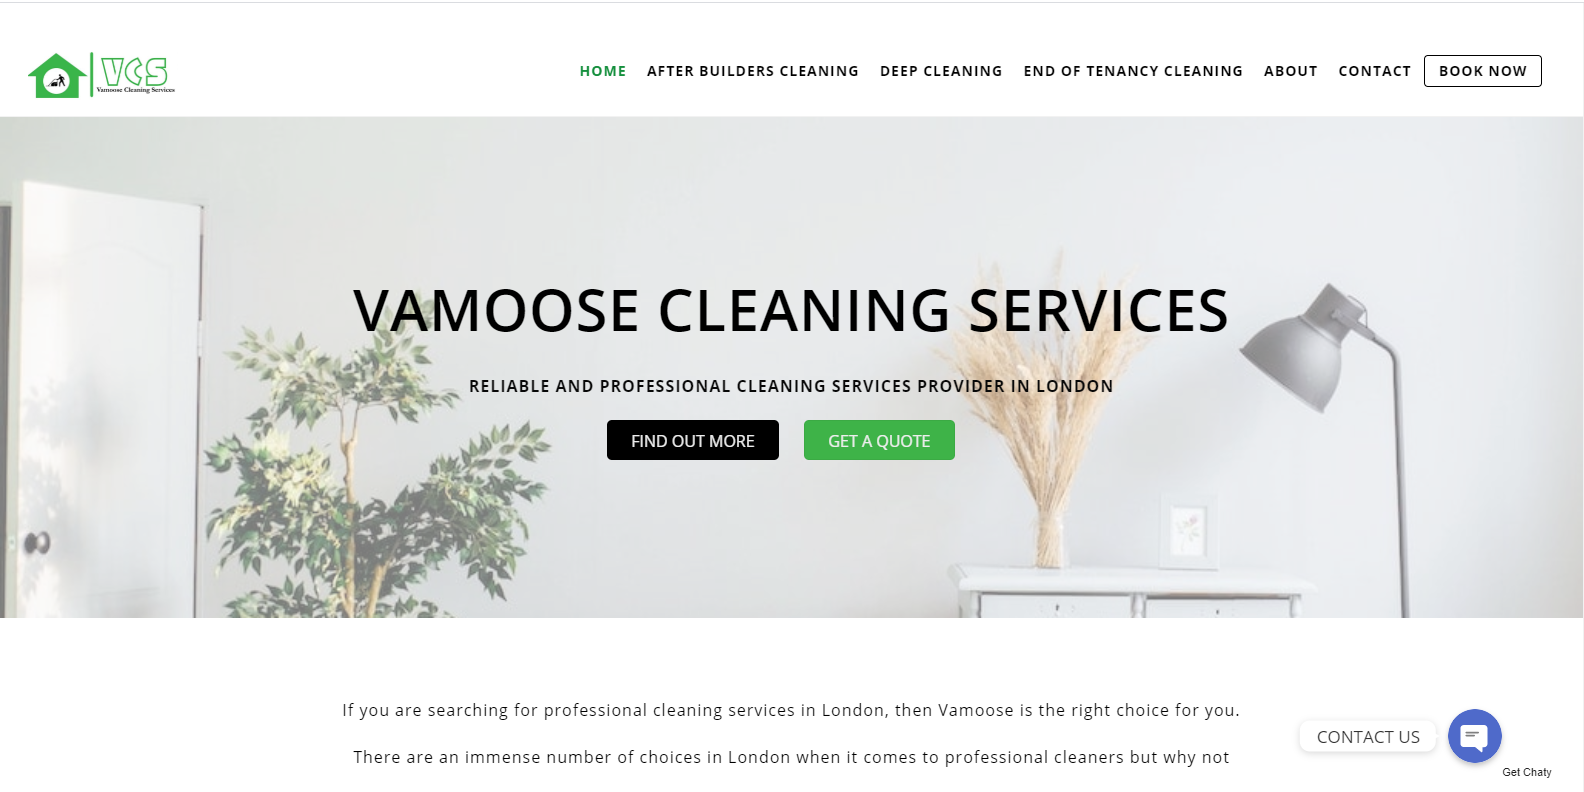 VCS
Vamoose Cleaning Services
HOME AFTER BUILDERS CLEANING DEEP CLEANING END OF TENANCY CLEANING ABOUT CONTACT BOOK NOW
VAMOOSE CLEANING SERVICES
RELIABLE AND PROFESSIONAL CLEANING SERVICES PROVIDER IN LONDON
FIND OUT MORE GET A QUOTE
If you are searching for professional cleaning services in London, then Vamoose is the right choice for you.
There are an immense number of choices in London when it comes to professional cleaners but why not
CONTACT US
Get Chaty